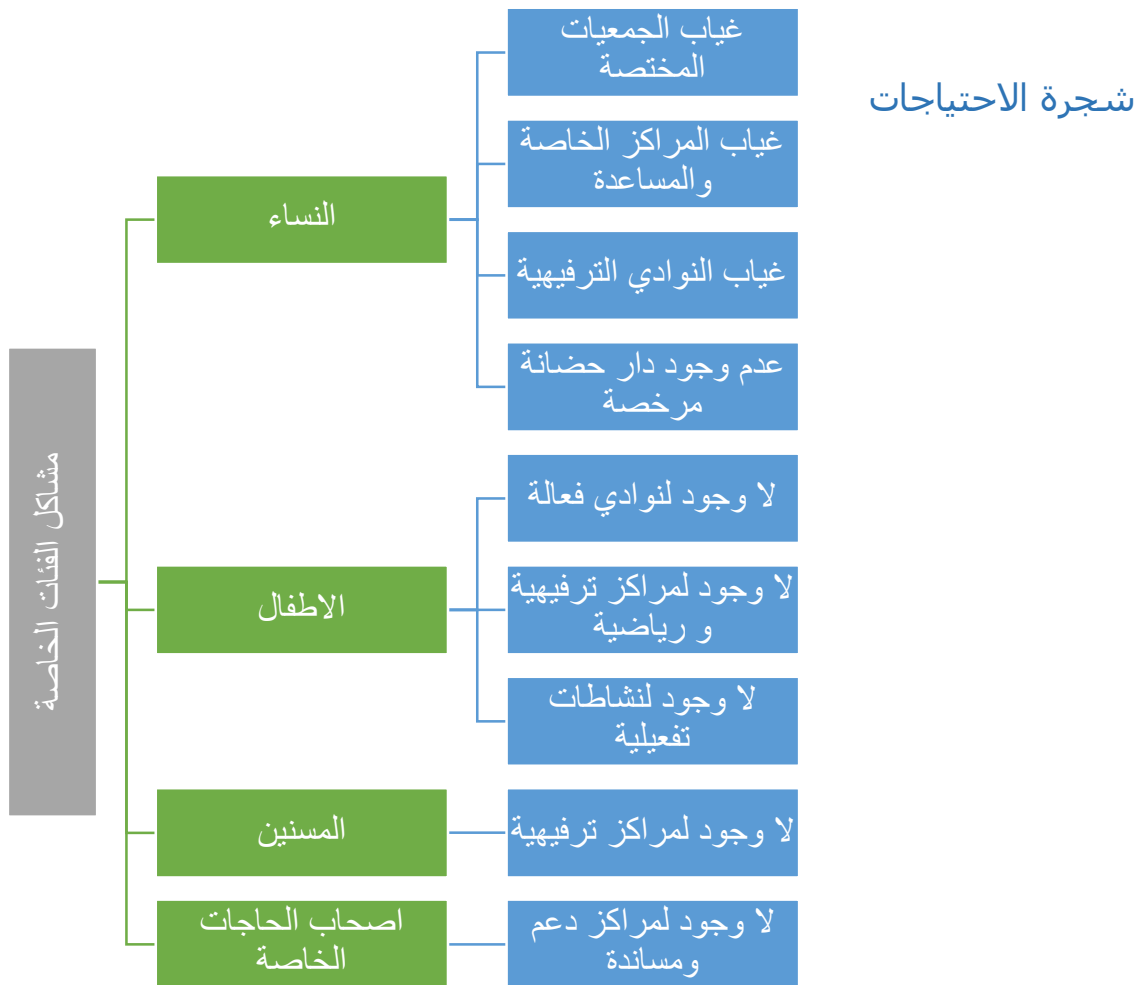 شجرة الاحتياجات
مشاكل الفئات الخاصة
النساء
غياب الجمعيات
المختصة
غياب المراكز الخاصة
والمساعدة
غياب النوادي الترفيهية
عدم وجود دار حضانة
مرخصة
الاطفال
لا وجود لنوادي فعالة
لا وجود لمراكز ترفيهية
و رياضية
لا وجود لنشاطات
تفعيلية
المسنين
لا وجود لمراكز ترفيهية
اصحاب الحاجات
الخاصة
لا وجود لمراكز دعم
ومساندة